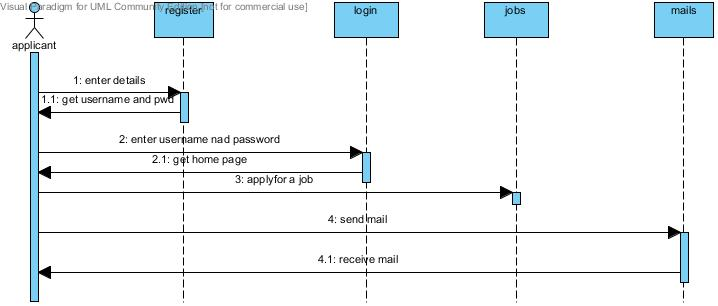 Visual Paradigm for UML Community Edition [not for commercial use]
register
login
jobs
mails
applicant
1: enter details
1.1: get username and pwd
2: enter username nad password
2.1: get home page
3: applyfor a job
4: send mail
4.1: receive mail